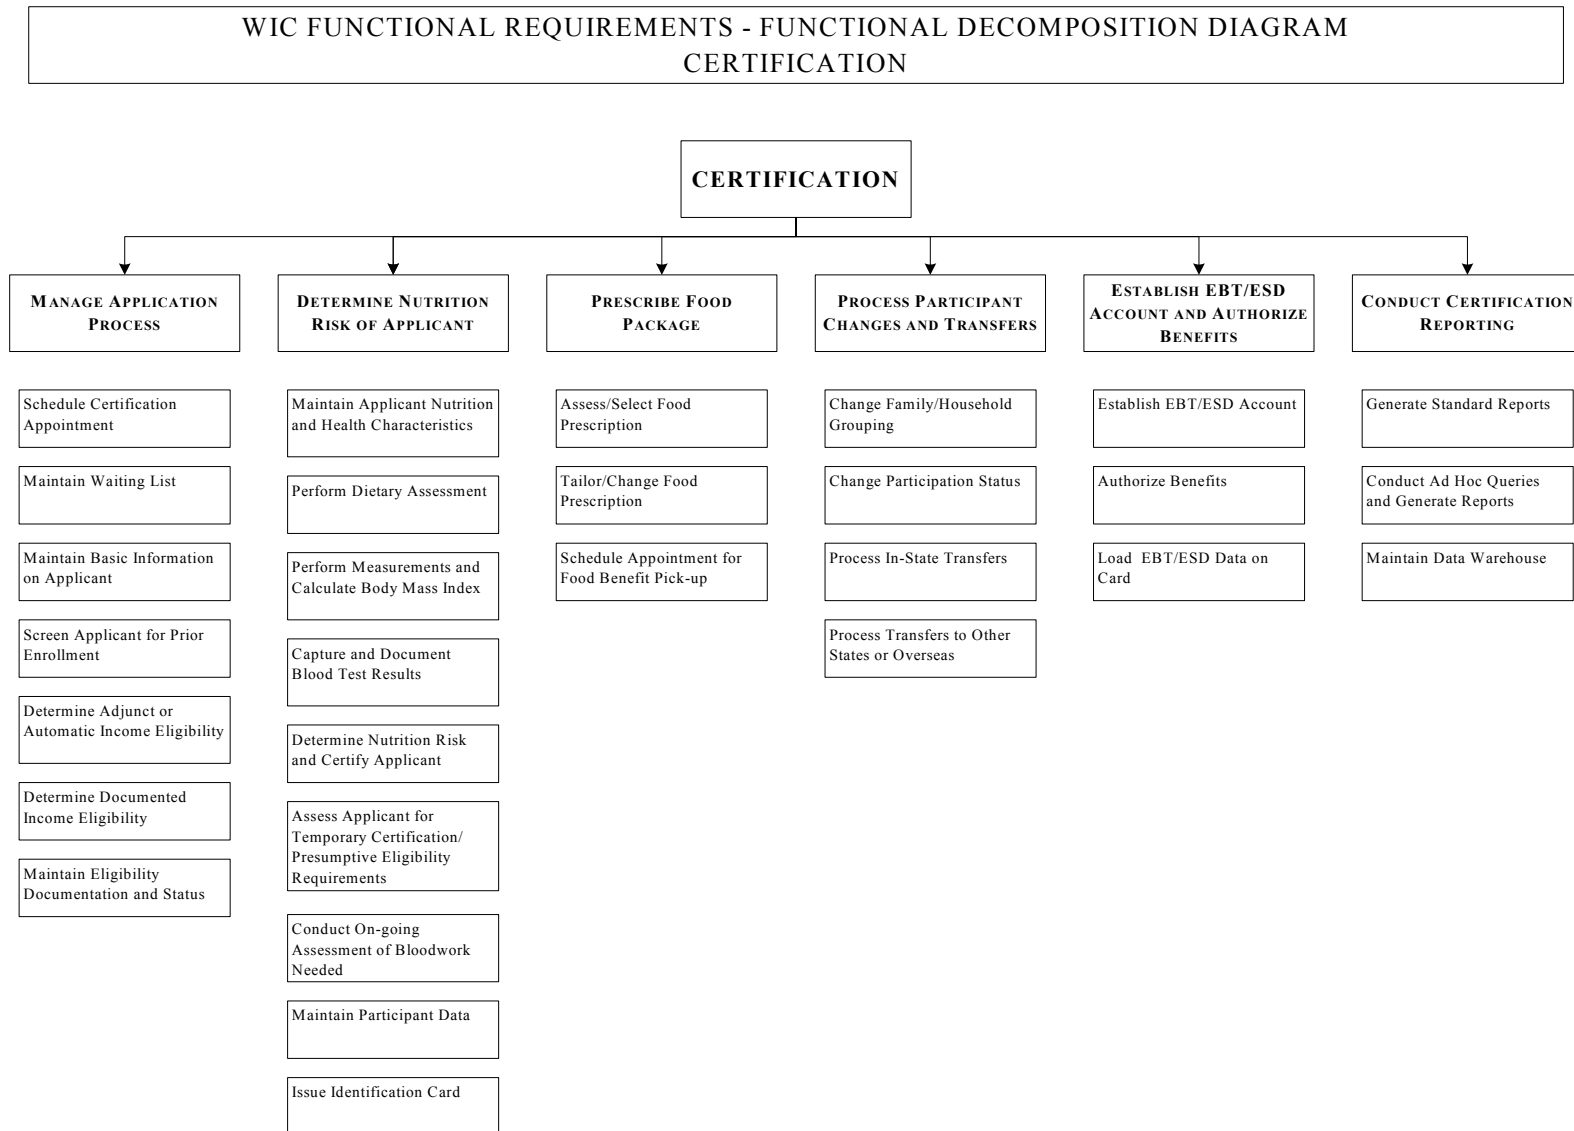 WIC FUNCTIONAL REQUIREMENTS - FUNCTIONAL DECOMPOSITION DIAGRAM
CERTIFICATION
CERTIFICATION
MANAGE APPLICATION
PROCESS
DETERMINE NUTRITION
RISK OF APPLICANT
PRESCRIBE FOOD
PACKAGE
PROCESS PARTICIPANT
CHANGES AND TRANSFERS
ESTABLISH EBT/ESD
ACCOUNT AND AUTHORIZE
BENEFITS
CONDUCT CERTIFICATION
REPORTING
Schedule Certification
Appointment
Maintain Waiting List
Maintain Basic Information
on Applicant
Screen Applicant for Prior
Enrollment
Determine Adjunct or
Automatic Income Eligibility
Determine Documented
Income Eligibility
Maintain Eligibility
Documentation and Status
Maintain Applicant Nutrition
and Health Characteristics
Perform Dietary Assessment
Perform Measurements and
Calculate Body Mass Index
Capture and Document
Blood Test Results
Determine Nutrition Risk
and Certify Applicant
Assess Applicant for
Temporary Certification/
Presumptive Eligibility
Requirements
Conduct On-going
Assessment of Bloodwork
Needed
Maintain Participant Data
Issue Identification Card
Assess/Select Food
Prescription
Tailor/Change Food
Prescription
Schedule Appointment for
Food Benefit Pick-up
Change Family/Household
Grouping
Change Participation Status
Process In-State Transfers
Process Transfers to Other
States or Overseas
Establish EBT/ESD Account
Authorize Benefits
Load EBT/ESD Data on
Card
Generate Standard Reports
Conduct Ad Hoc Queries
and Generate Reports
Maintain Data Warehouse